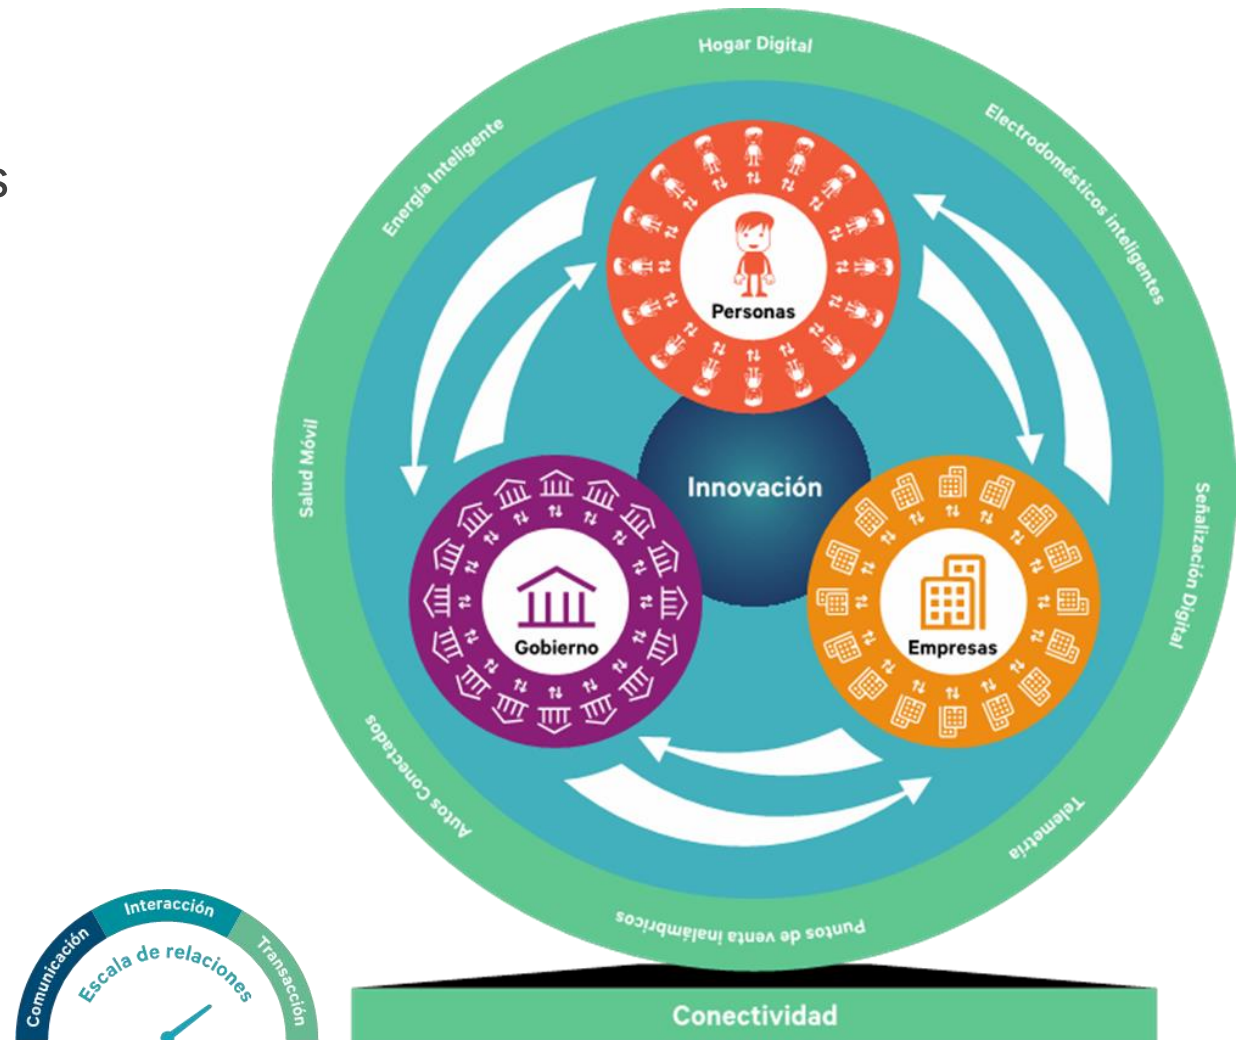 s
Hogar Digital
Electrodomésticos inteligentes
Señalización Digital
Telemetría
Puntos de venta inalámbricos
Autos Conectados
Salud Móvil
Energía Inteligente
Personas
Innovación
Gobierno
Empresas
Comunicación
Interacción
Transacción
Escala de relaciones
Conectividad